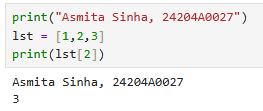 print("Asmita Sinha, 24204A0027")
lst = [1,2,3]
print(lst[2])
Asmita Sinha, 24204A0027
3